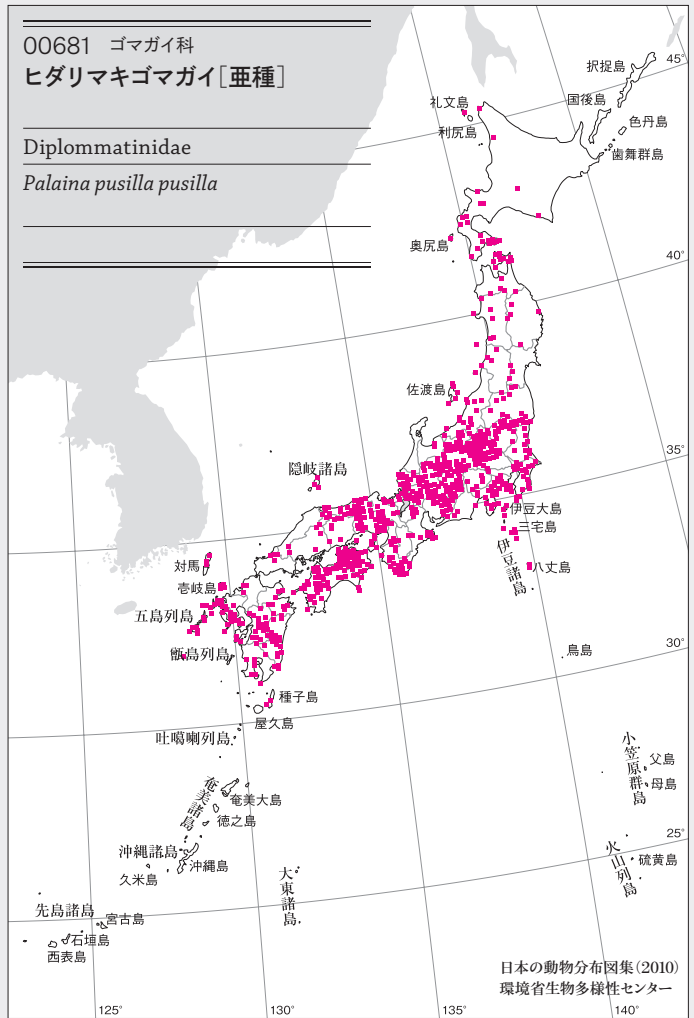 00681 ゴマガイ科
ヒダリマキゴマガイ［亜種］
Diplommatinidae
Palaina pusilla pusilla
択捉島
45°
礼文島
国後島
色丹島
利尻島
歯舞群島
奥尻島
40°
佐渡島
35°
隠岐諸島
伊豆大島
三宅島
伊豆諸島
八丈島
対馬
壱岐島
五島列島
甑島列島
鳥島
30°
種子島
屋久島
吐噶喇列島
小笠原群島
父島
母島
奄美諸島
奄美大島
徳之島
25°
沖縄諸島
沖縄島
久米島
火山列島
硫黄島
大東諸島
先島諸島
宮古島
石垣島
西表島
日本の動物分布図集（2010）
環境省生物多様性センター
125°
130°
135°
140°